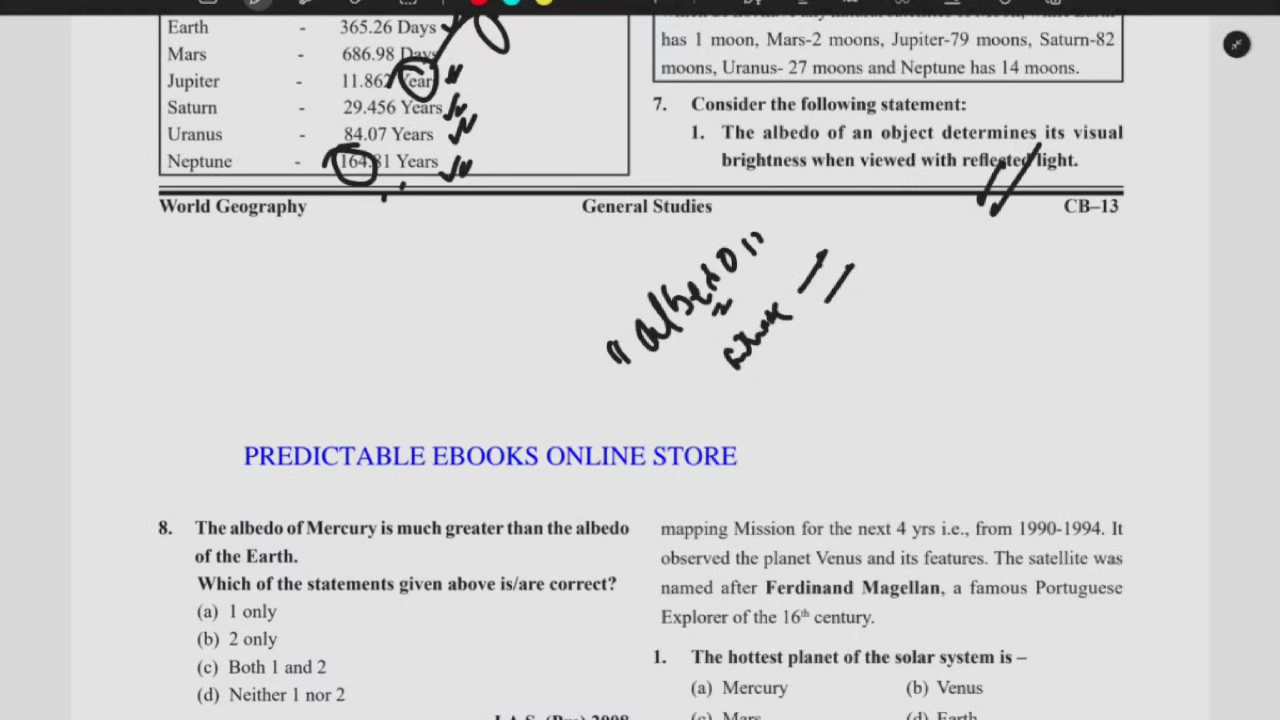 Earth - 365.26 Days
Mars - 686.98 Days
Jupiter - 11.862 Years
Saturn - 29.456 Years
Uranus - 84.07 Years
Neptune - 164.81 Years
has 1 moon, Mars-2 moons, Jupiter-79 moons, Saturn-82
moons, Uranus- 27 moons and Neptune has 14 moons.
7. Consider the following statement:
1. The albedo of an object determines its visual
brightness when viewed with reflected light.
World Geography General Studies CB–13
"albedo"
PREDICTABLE EBOOKS ONLINE STORE
8. The albedo of Mercury is much greater than the albedo
of the Earth.
Which of the statements given above is/are correct?
(a) 1 only
(b) 2 only
(c) Both 1 and 2
(d) Neither 1 nor 2
I.A.S. (Pre) 2008
mapping Mission for the next 4 yrs i.e., from 1990-1994. It
observed the planet Venus and its features. The satellite was
named after Ferdinand Magellan, a famous Portuguese
Explorer of the 16th century.
1. The hottest planet of the solar system is –
(a) Mercury (b) Venus
(c) Mars (d) Earth